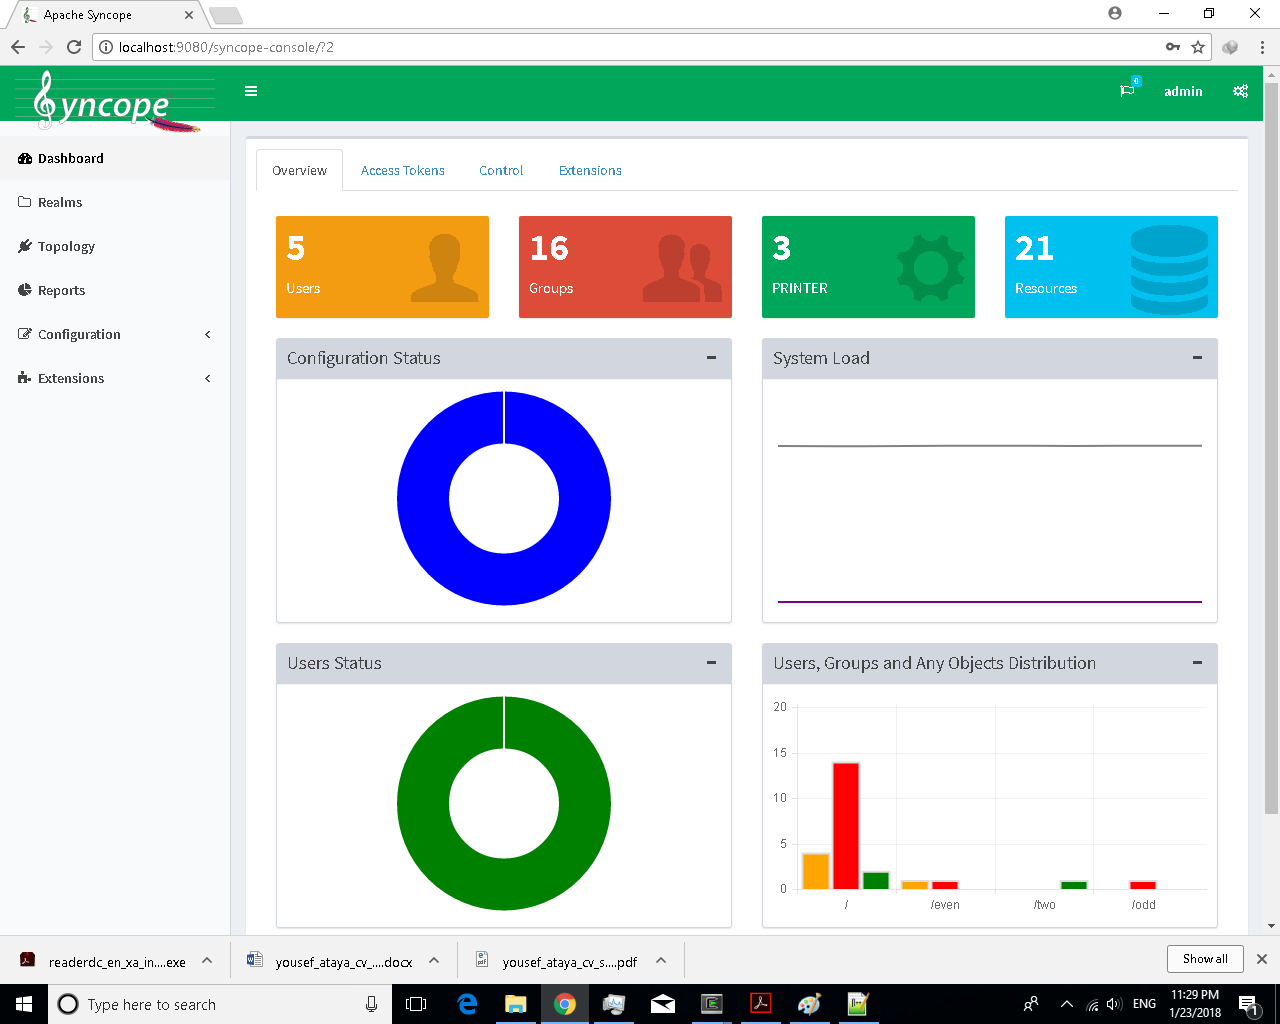 Apache Syncope
localhost:9080/syncope-console/?2
yncope
0
admin
Dashboard
Realms
Topology
Reports
Configuration
Extensions
Overview Access Tokens Control Extensions
5
Users
16
Groups
3
PRINTER
21
Resources
Configuration Status
System Load
Users Status
Users, Groups and Any Objects Distribution
20
15
10
5
0
/ /even /two /odd
readerdc_en_xa_in....exe
yousef_ataya_cv_....docx
yousef_ataya_cv_s....pdf
Show all
Type here to search
ENG
11:29 PM
1/23/2018
1